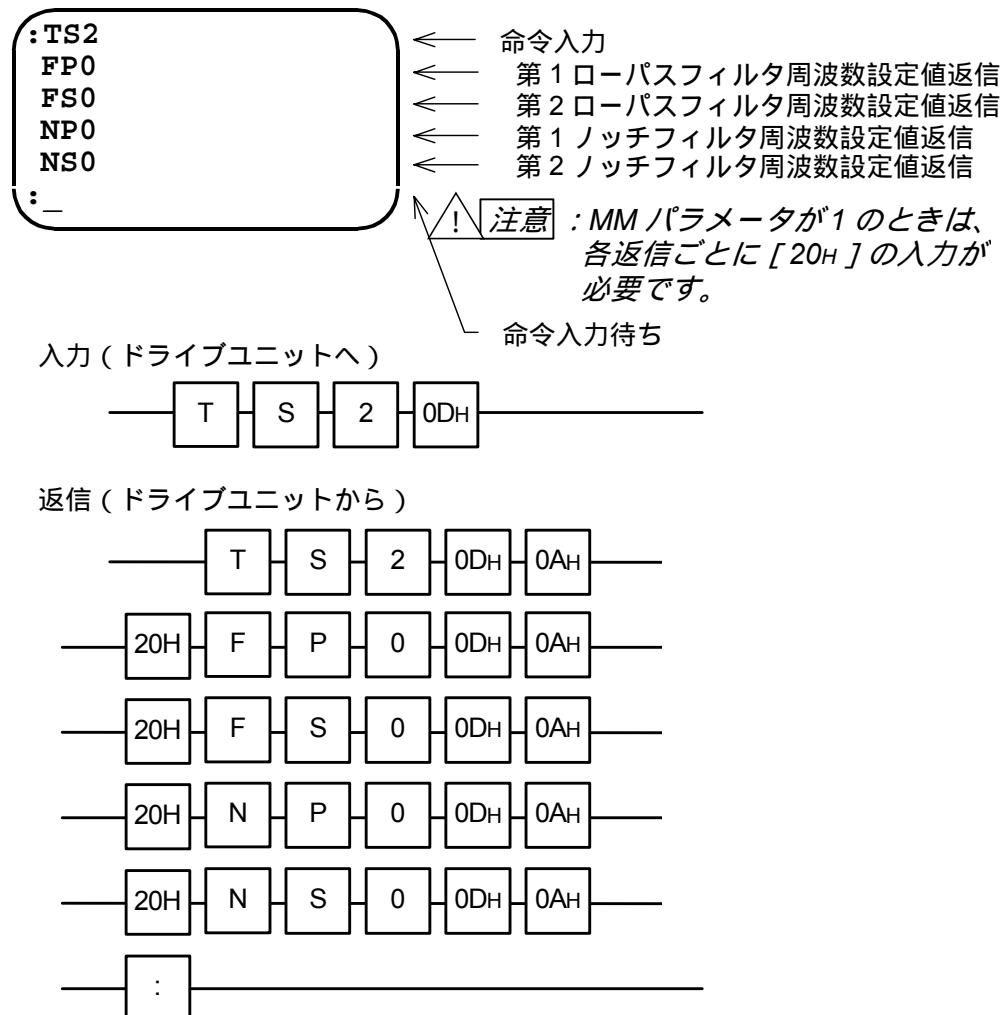 :TS2 命令入力
FP0 第1ローパスフィルタ周波数設定値返信
FS0 第2ローパスフィルタ周波数設定値返信
NP0 第1ノッチフィルタ周波数設定値返信
NS0 第2ノッチフィルタ周波数設定値返信
:_
! 注意 : MM パラメータが1のときは、
各返信ごとに [ 20H ] の入力が
必要です。
命令入力待ち
入力 ( ドライブユニットへ )
T S 2 0DH
返信 ( ドライブユニットから )
T S 2 0DH 0AH
20H F P 0 0DH 0AH
20H F S 0 0DH 0AH
20H N P 0 0DH 0AH
20H N S 0 0DH 0AH
: